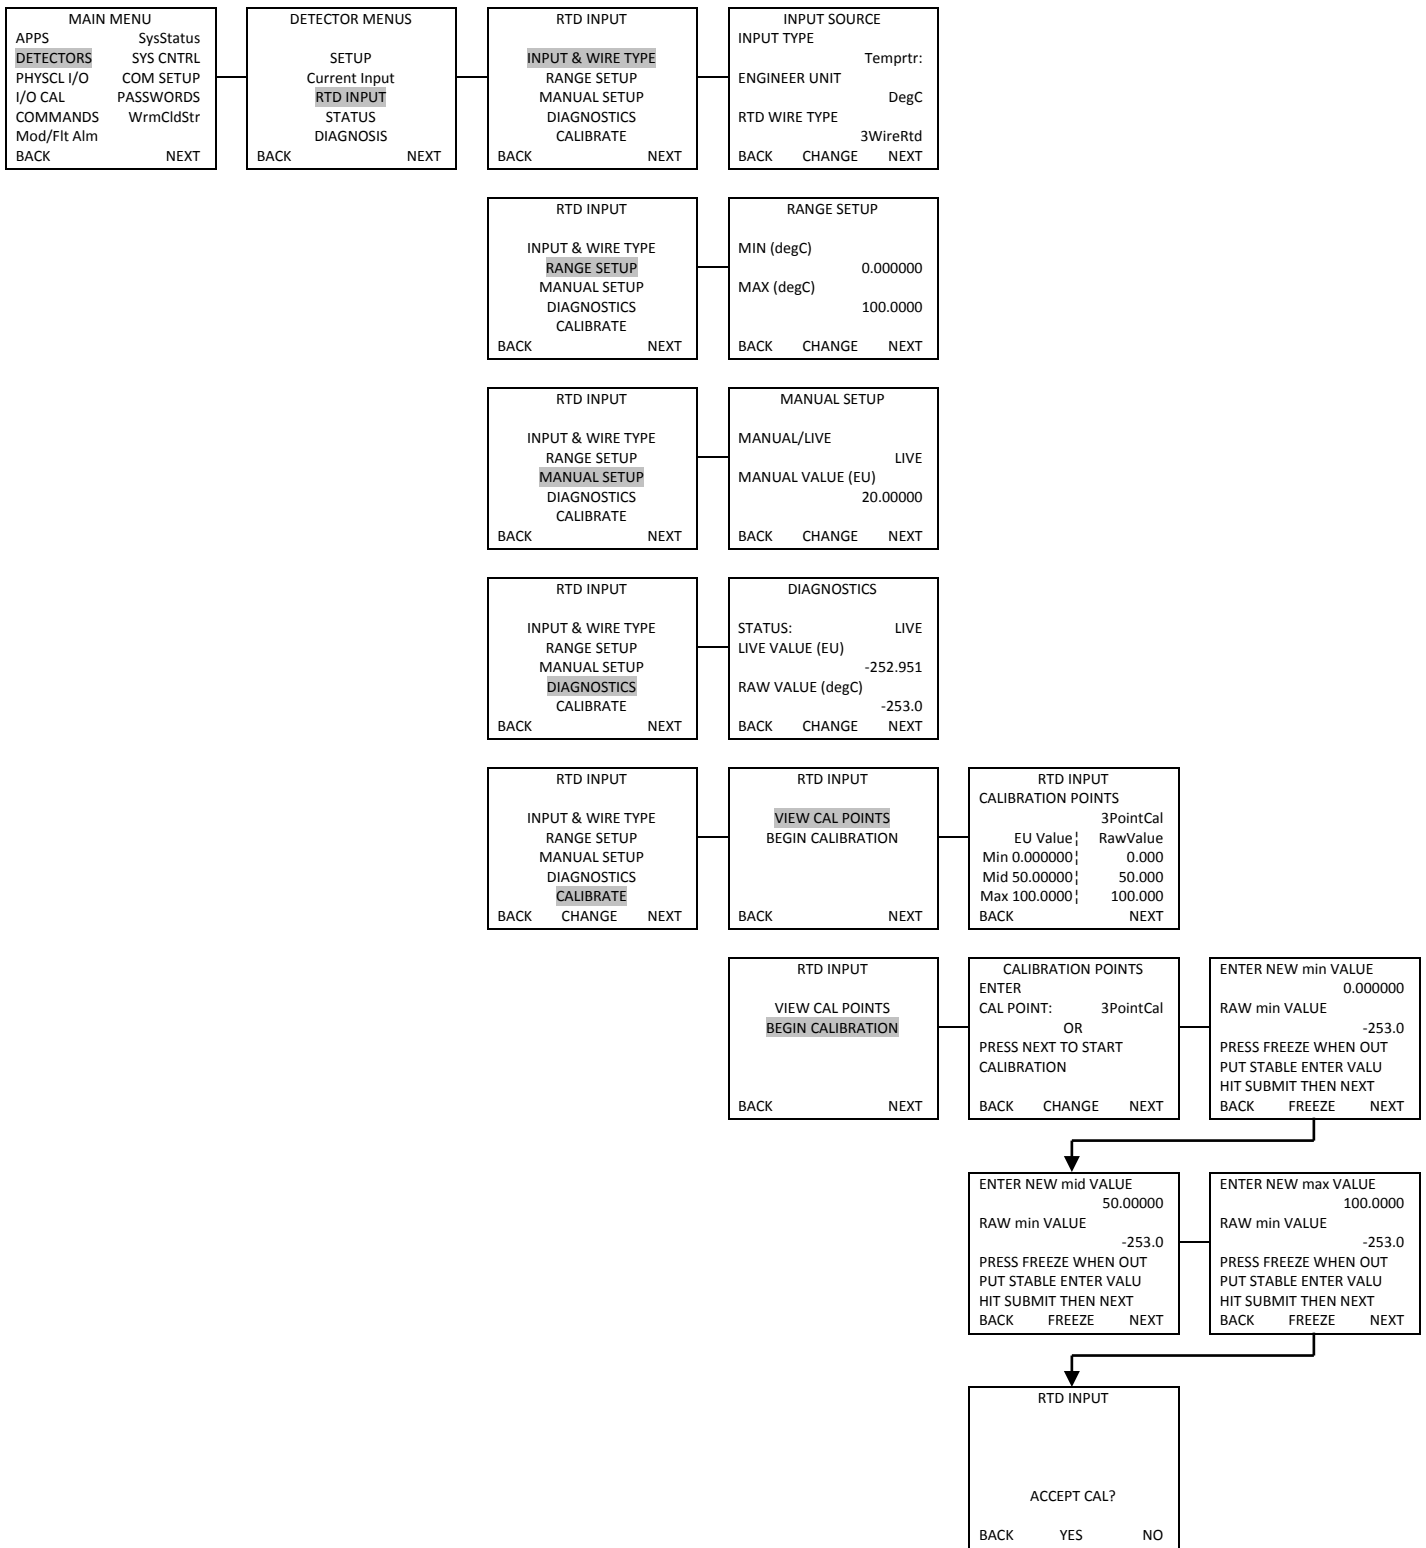 MAIN MENU
APPS SysStatus
DETECTORS SYS CNTRL
PHYSCL I/O COM SETUP
I/O CAL PASSWORDS
COMMANDS WrmCldStr
Mod/Flt Alm
BACK NEXT
DETECTOR MENUS
SETUP
Current Input
RTD INPUT
STATUS
DIAGNOSIS
BACK NEXT
RTD INPUT
INPUT & WIRE TYPE
RANGE SETUP
MANUAL SETUP
DIAGNOSTICS
CALIBRATE
BACK NEXT
INPUT SOURCE
INPUT TYPE
Temprtr:
ENGINEER UNIT
DegC
RTD WIRE TYPE
3WireRtd
BACK CHANGE NEXT
RTD INPUT
INPUT & WIRE TYPE
RANGE SETUP
MANUAL SETUP
DIAGNOSTICS
CALIBRATE
BACK NEXT
RANGE SETUP
MIN (degC)
0.000000
MAX (degC)
100.0000
BACK CHANGE NEXT
RTD INPUT
INPUT & WIRE TYPE
RANGE SETUP
MANUAL SETUP
DIAGNOSTICS
CALIBRATE
BACK NEXT
MANUAL SETUP
MANUAL/LIVE
LIVE
MANUAL VALUE (EU)
20.00000
BACK CHANGE NEXT
RTD INPUT
INPUT & WIRE TYPE
RANGE SETUP
MANUAL SETUP
DIAGNOSTICS
CALIBRATE
BACK NEXT
DIAGNOSTICS
STATUS: LIVE
LIVE VALUE (EU)
-252.951
RAW VALUE (degC)
-253.0
BACK CHANGE NEXT
RTD INPUT
INPUT & WIRE TYPE
RANGE SETUP
MANUAL SETUP
DIAGNOSTICS
CALIBRATE
BACK CHANGE NEXT
RTD INPUT
VIEW CAL POINTS
BEGIN CALIBRATION
BACK NEXT
RTD INPUT
CALIBRATION POINTS
3PointCal
EU Value¦ RawValue
Min 0.000000¦ 0.000
Mid 50.00000¦ 50.000
Max 100.0000¦ 100.000
BACK NEXT
RTD INPUT
VIEW CAL POINTS
BEGIN CALIBRATION
BACK NEXT
CALIBRATION POINTS
ENTER
CAL POINT: 3PointCal
OR
PRESS NEXT TO START
CALIBRATION
BACK CHANGE NEXT
ENTER NEW min VALUE
0.000000
RAW min VALUE
-253.0
PRESS FREEZE WHEN OUT
PUT STABLE ENTER VALU
HIT SUBMIT THEN NEXT
BACK FREEZE NEXT
ENTER NEW mid VALUE
50.00000
RAW min VALUE
-253.0
PRESS FREEZE WHEN OUT
PUT STABLE ENTER VALU
HIT SUBMIT THEN NEXT
BACK FREEZE NEXT
ENTER NEW max VALUE
100.0000
RAW min VALUE
-253.0
PRESS FREEZE WHEN OUT
PUT STABLE ENTER VALU
HIT SUBMIT THEN NEXT
BACK FREEZE NEXT
RTD INPUT
ACCEPT CAL?
BACK YES NO